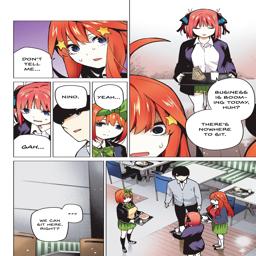 DON'T
TELL
ME...
BUSINESS
IS BOOM-
ING TODAY,
HUH?
THERE'S
NOWHERE
TO SIT.
NINO.
YEAH...
GAH...
...
WE CAN
SIT HERE,
RIGHT?